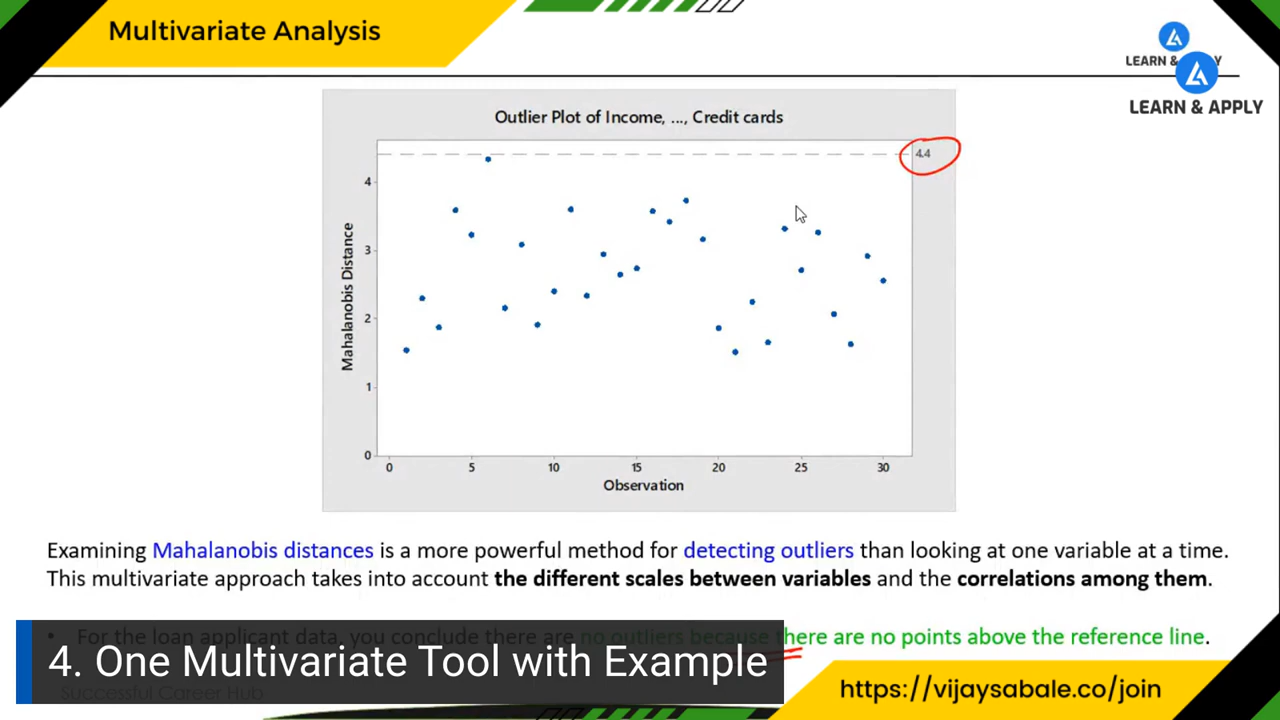 Multivariate Analysis
LEARN & APPLY
LEARN & APPLY
Outlier Plot of Income, ..., Credit cards
4.4
4
3
2
1
0
Mahalanobis Distance
0 5 10 15 20 25 30
Observation
Examining Mahalanobis distances is a more powerful method for detecting outliers than looking at one variable at a time.
This multivariate approach takes into account the different scales between variables and the correlations among them.
• For the loan applicant data, you conclude there are no outliers because there are no points above the reference line.
4. One Multivariate Tool with Example
Successful Career Hub
https://vijaysabale.co/join